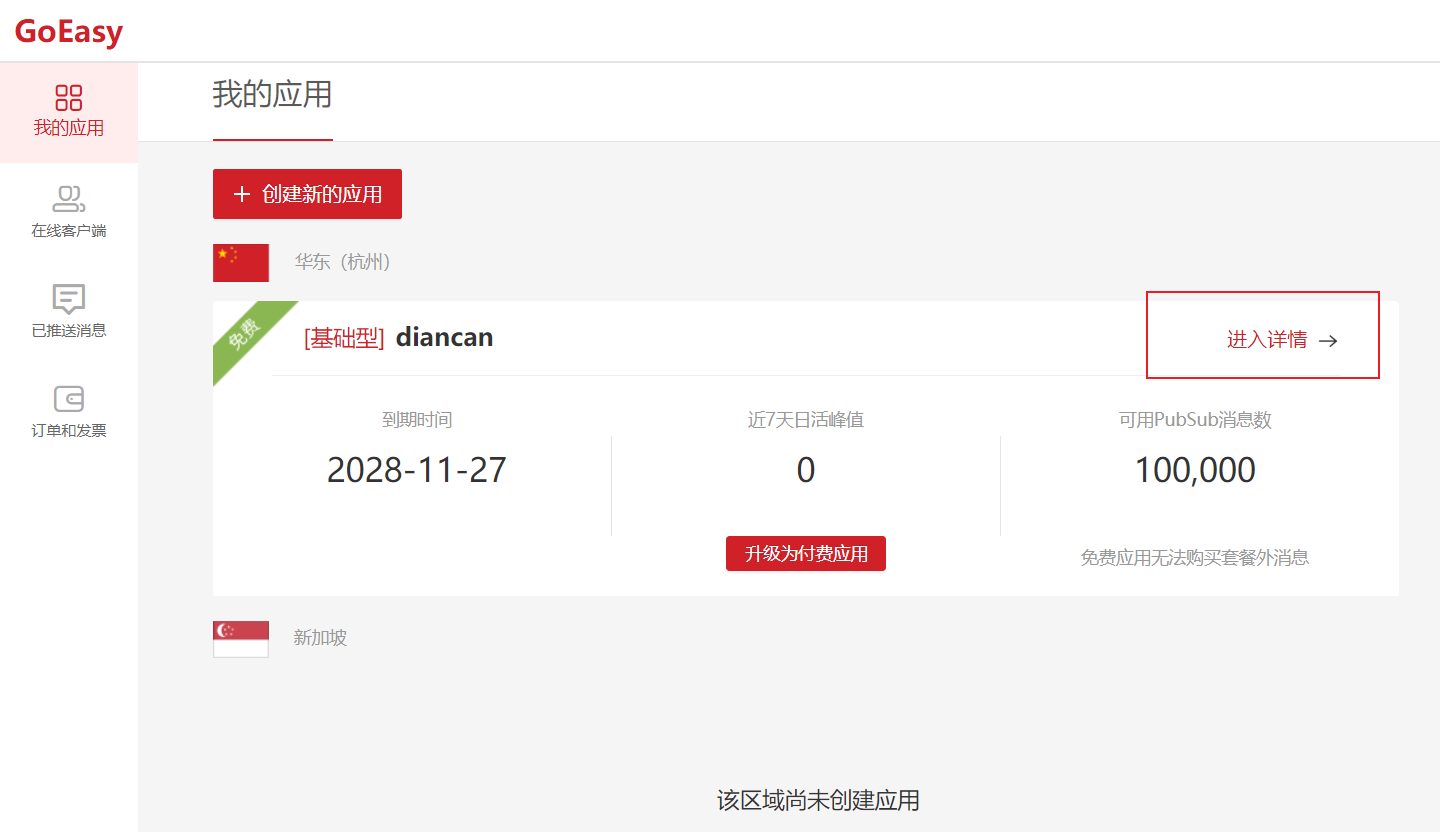 GoEasy
我的应用
在线客户端
已推送消息
订单和发票
我的应用
创建新的应用
华东（杭州）
免费
[基础型] diancan
进入详情 →
到期时间
2028-11-27
近7天日活峰值
0
升级为付费应用
可用PubSub消息数
100,000
免费应用无法购买套餐外消息
新加坡
该区域尚未创建应用